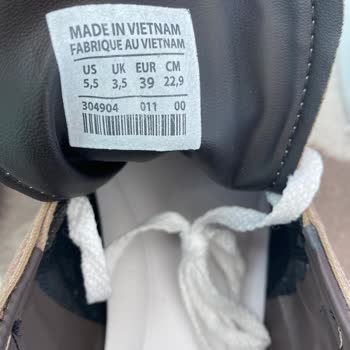 MADE IN VIETNAM
FABRIQUE AU VIETNAM
US UK EUR CM
5,5 3,5 39 22,9
304904 011 00